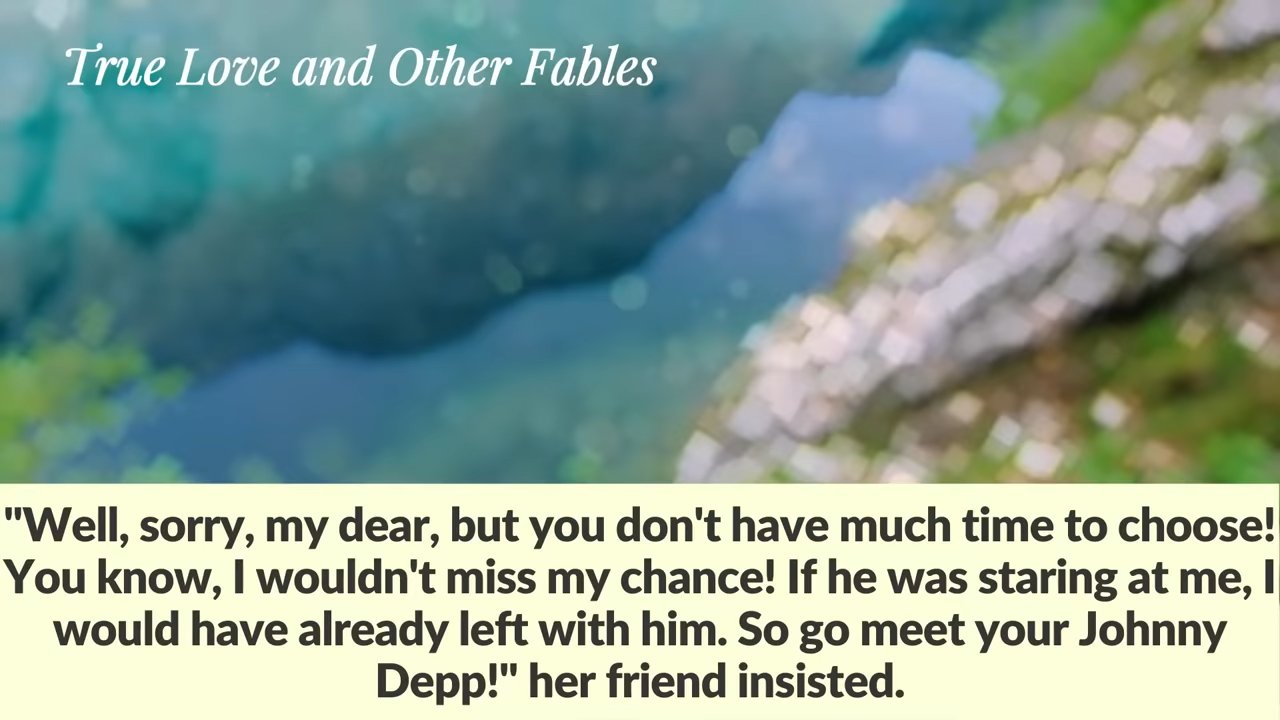 True Love and Other Fables
"Well, sorry, my dear, but you don't have much time to choose!
You know, I wouldn't miss my chance! If he was staring at me, I
would have already left with him. So go meet your Johnny
Depp!" her friend insisted.